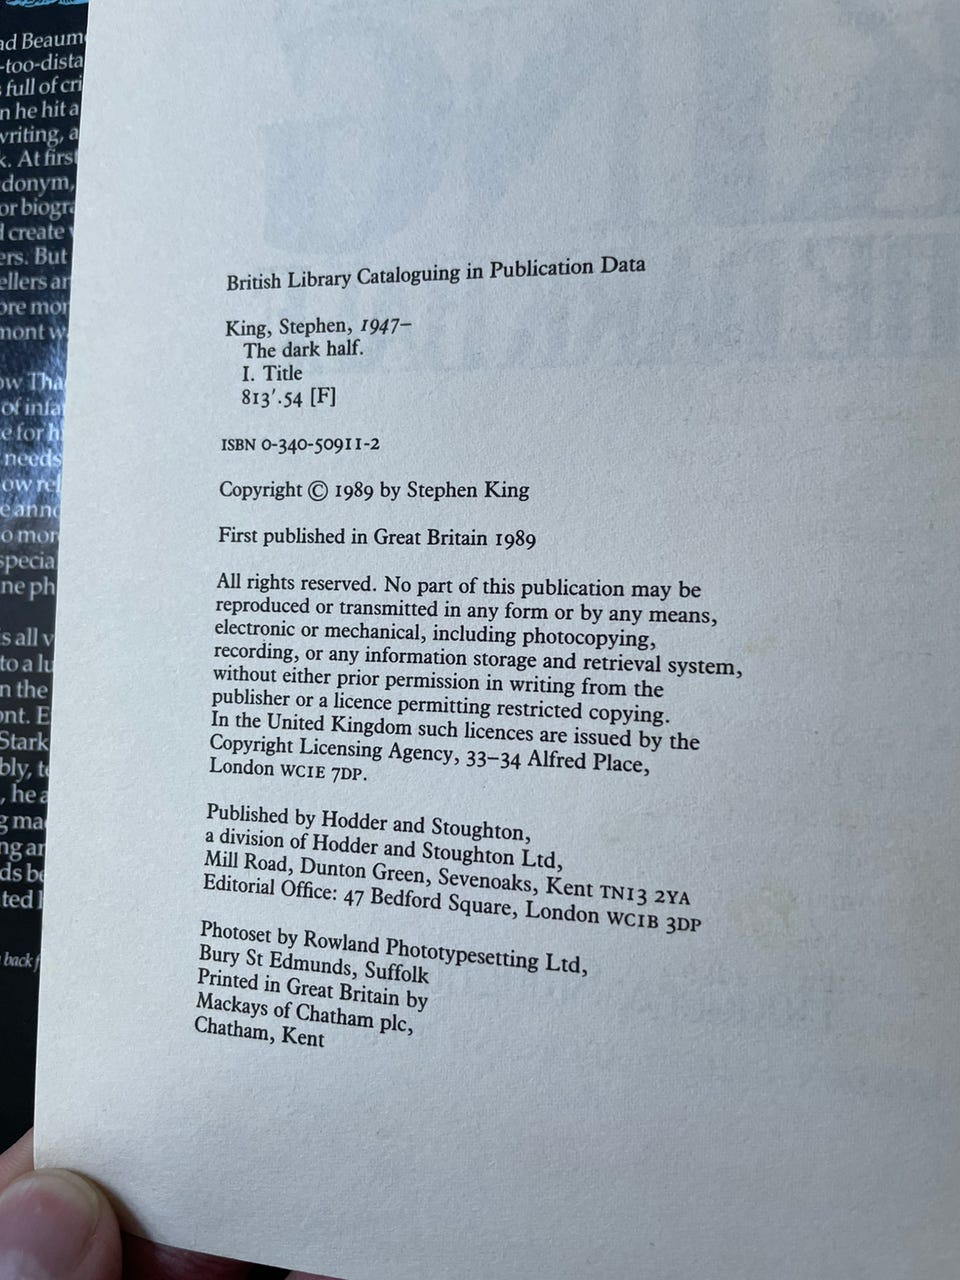 British Library Cataloguing in Publication Data
King, Stephen, 1947–
The dark half.
I. Title
813'.54 [F]
ISBN 0-340-50911-2
Copyright © 1989 by Stephen King
First published in Great Britain 1989
All rights reserved. No part of this publication may be
reproduced or transmitted in any form or by any means,
electronic or mechanical, including photocopying,
recording, or any information storage and retrieval system,
without either prior permission in writing from the
publisher or a licence permitting restricted copying.
In the United Kingdom such licences are issued by the
Copyright Licensing Agency, 33–34 Alfred Place,
London WC1E 7DP.
Published by Hodder and Stoughton,
a division of Hodder and Stoughton Ltd,
Mill Road, Dunton Green, Sevenoaks, Kent TN13 2YA
Editorial Office: 47 Bedford Square, London WC1B 3DP
Photoset by Rowland Phototypesetting Ltd,
Bury St Edmunds, Suffolk
Printed in Great Britain by
Mackays of Chatham plc,
Chatham, Kent